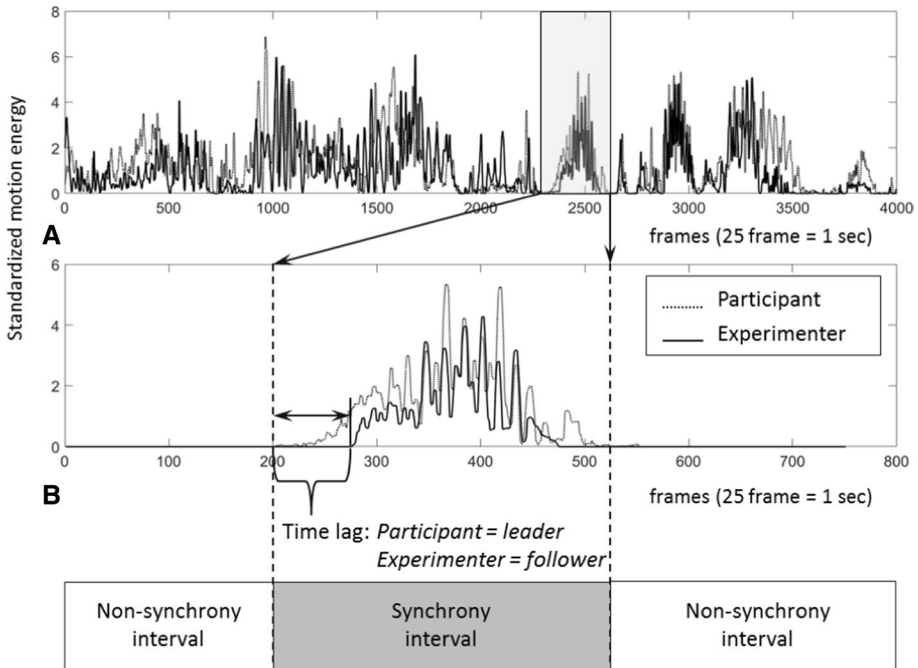 Standardized motion energy
8
6
4
2
0
0 500 1000 1500 2000 2500 3000 3500 4000
A
frames (25 frame = 1 sec)
6
4
2
0
Participant
Experimenter
0 100 200 300 400 500 600 700 800
B
frames (25 frame = 1 sec)
Time lag: Participant = leader
Experimenter = follower
Non-synchrony
interval
Synchrony
interval
Non-synchrony
interval